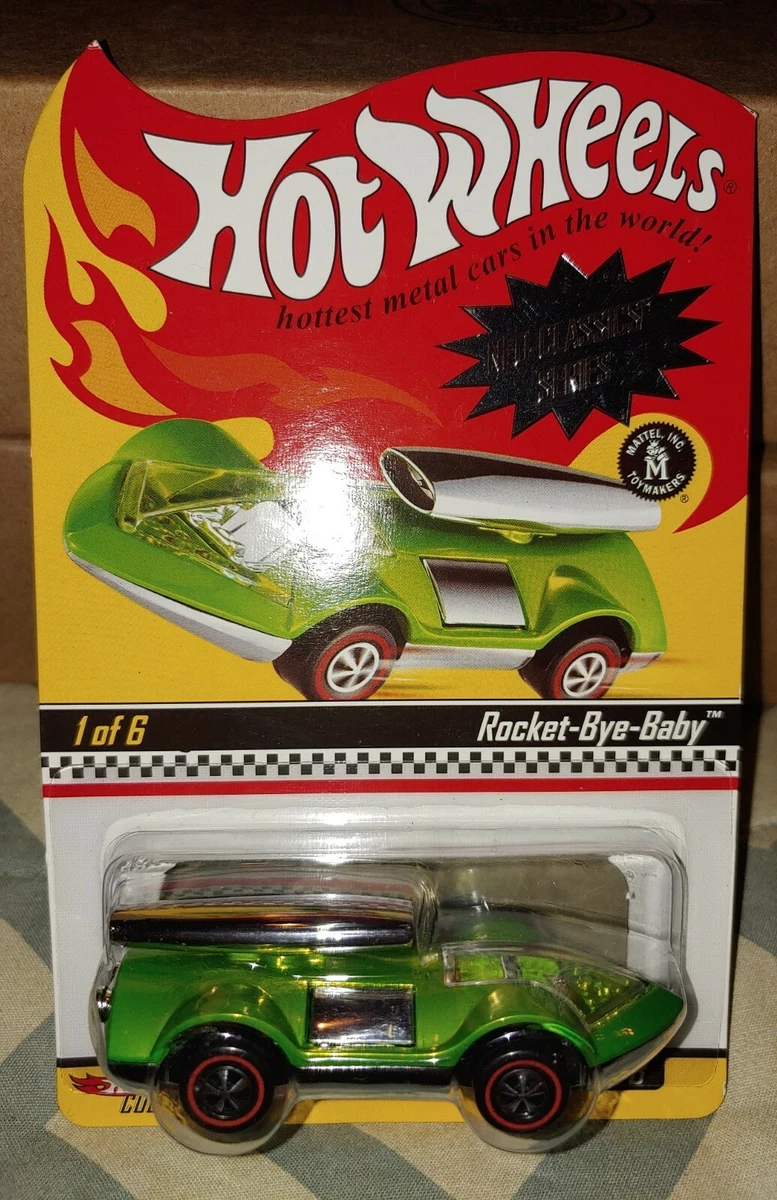 HOT WHEELS®
hottest metal cars in the world!
NEO-CLASSICS
SERIES
MATTEL, INC.
M
TOYMAKERS
®
1 of 6
Rocket-Bye-Baby™